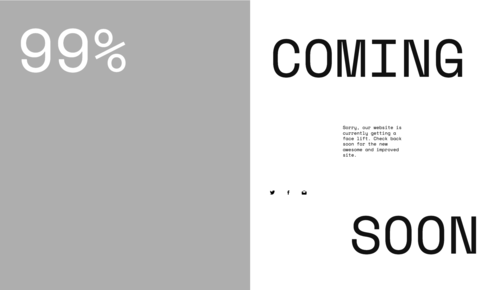 99%
COMING
Sorry, our website is
currently getting a
face lift. Check back
soon for the new
awesome and improved
site.
SOON